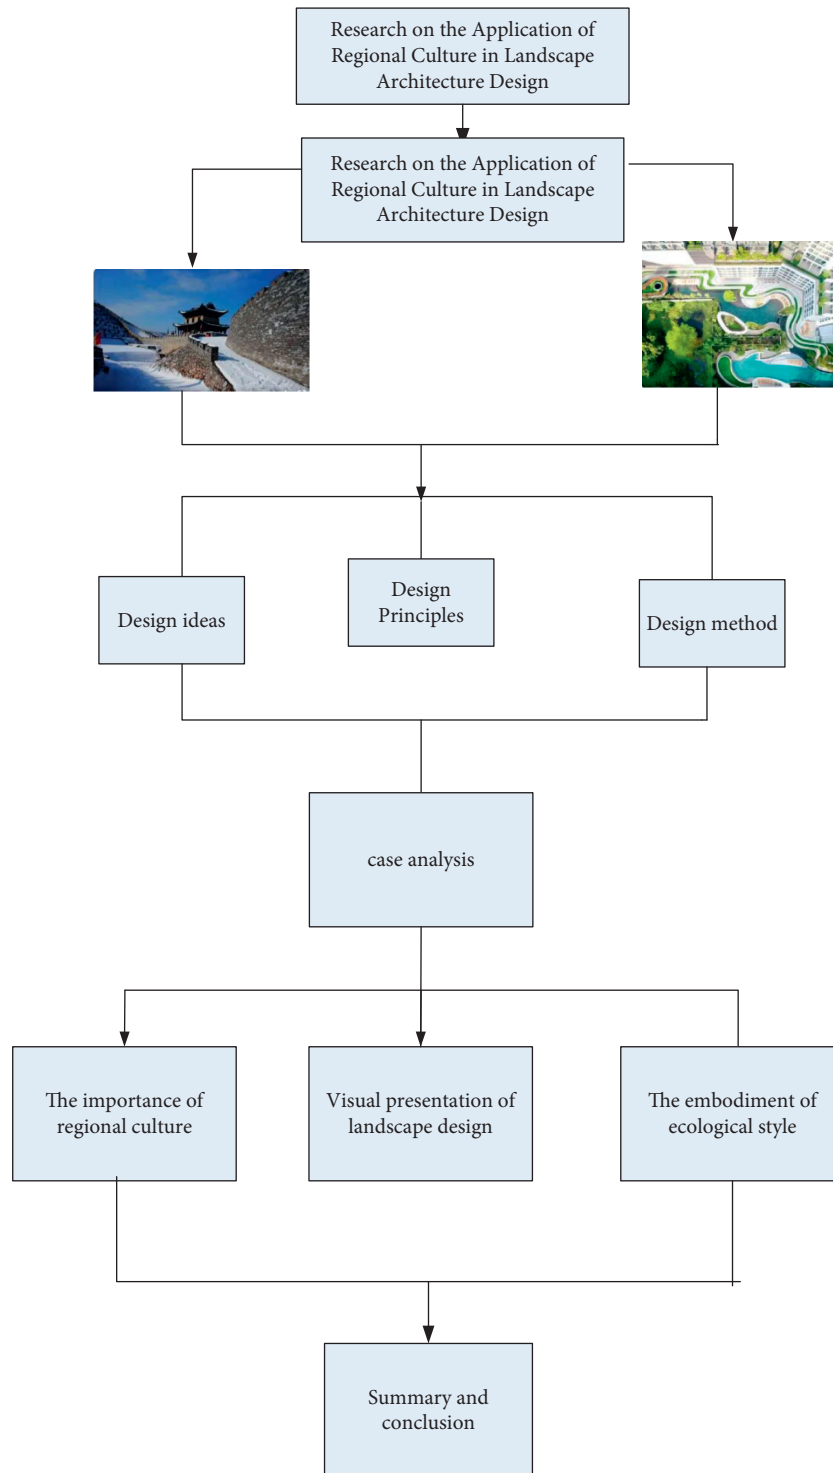 Research on the Application of
Regional Culture in Landscape
Architecture Design
Research on the Application of
Regional Culture in Landscape
Architecture Design
Design ideas
Design
Principles
Design method
case analysis
The importance of
regional culture
Visual presentation of
landscape design
The embodiment of
ecological style
Summary and
conclusion